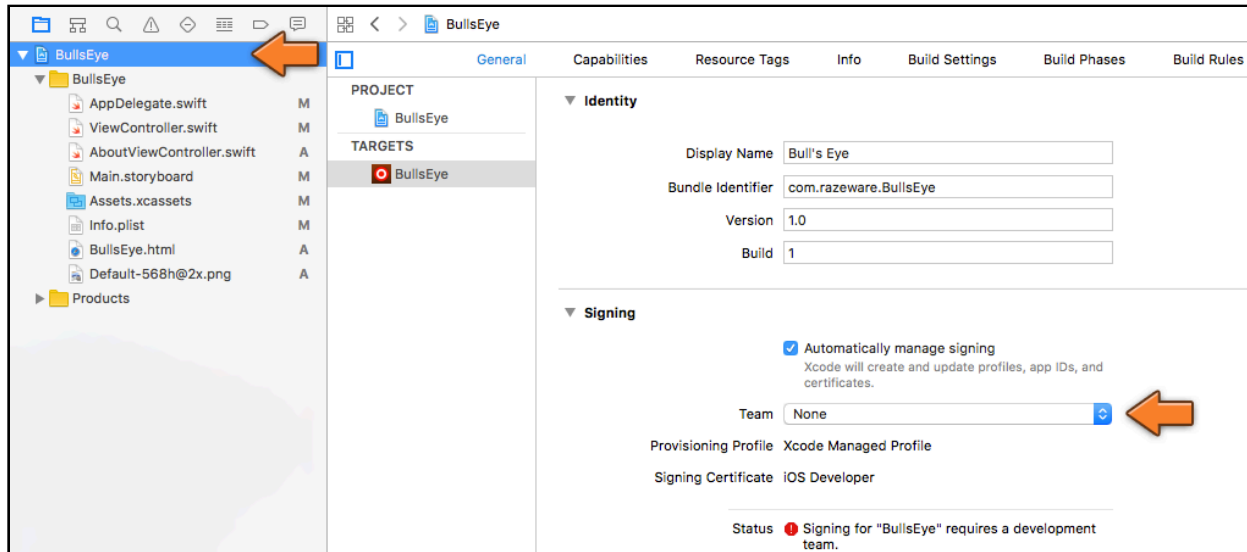 BullsEye
BullsEye
General
Capabilities
Resource Tags
Info
Build Settings
Build Phases
Build Rules
BullsEye
AppDelegate.swift M
ViewController.swift M
AboutViewController.swift A
Main.storyboard M
Assets.xcassets M
Info.plist M
BullsEye.html A
Default-568h@2x.png A
Products
PROJECT
BullsEye
TARGETS
BullsEye
Identity
Display Name Bull's Eye
Bundle Identifier com.razeware.BullsEye
Version 1.0
Build 1
Signing
Automatically manage signing
Xcode will create and update profiles, app IDs, and
certificates.
Team None
Provisioning Profile Xcode Managed Profile
Signing Certificate iOS Developer
Status Signing for "BullsEye" requires a development
team.